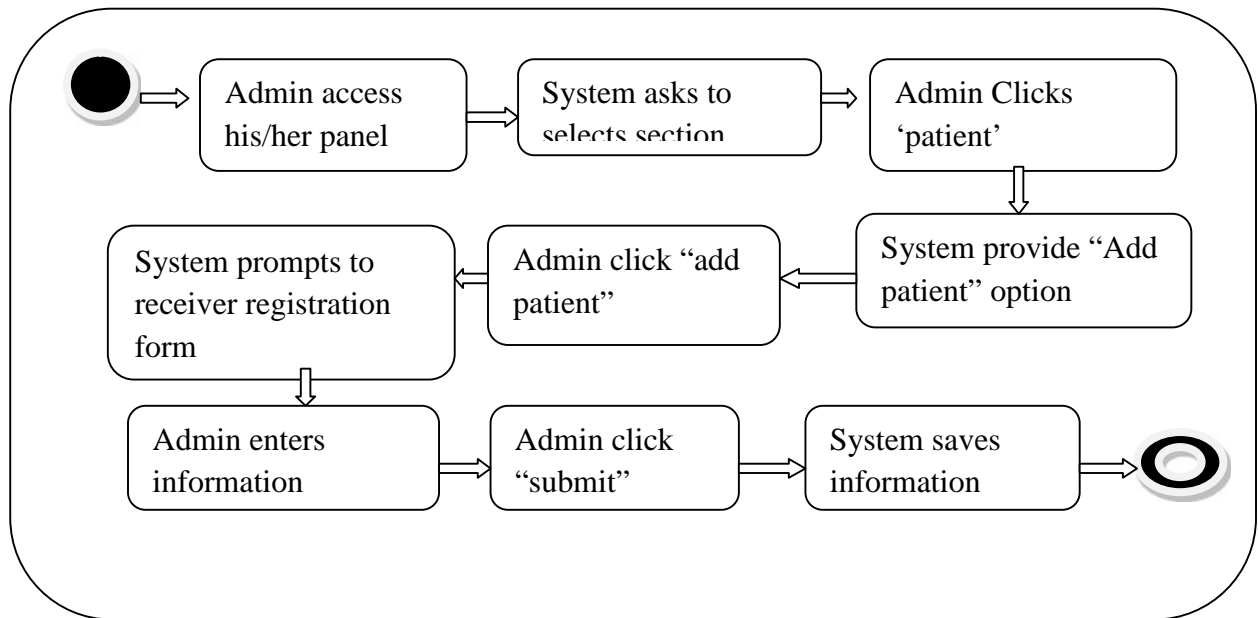 Admin access
his/her panel
System asks to
selects section
Admin Clicks
‘patient’
System provide “Add
patient” option
Admin click “add
patient”
System prompts to
receiver registration
form
Admin enters
information
Admin click
“submit”
System saves
information